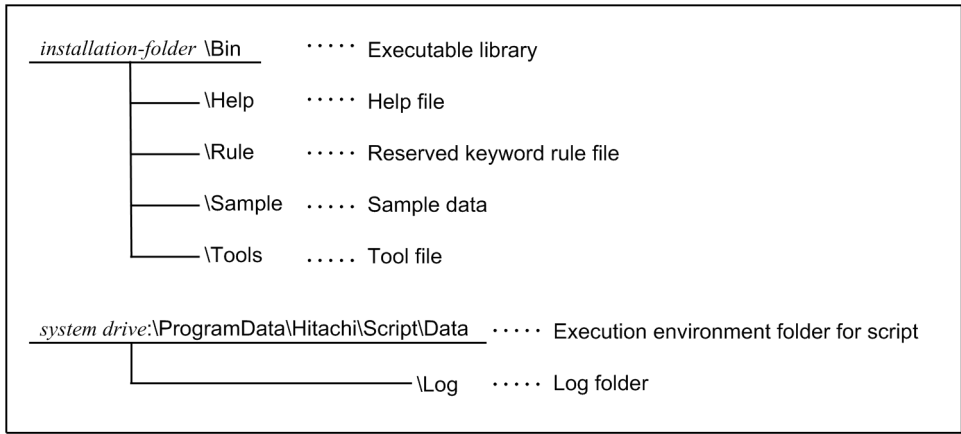 installation-folder \Bin ..... Executable library
\Help ..... Help file
\Rule ..... Reserved keyword rule file
\Sample ..... Sample data
\Tools ..... Tool file
system drive:\ProgramData\Hitachi\Script\Data ..... Execution environment folder for script
\Log ..... Log folder